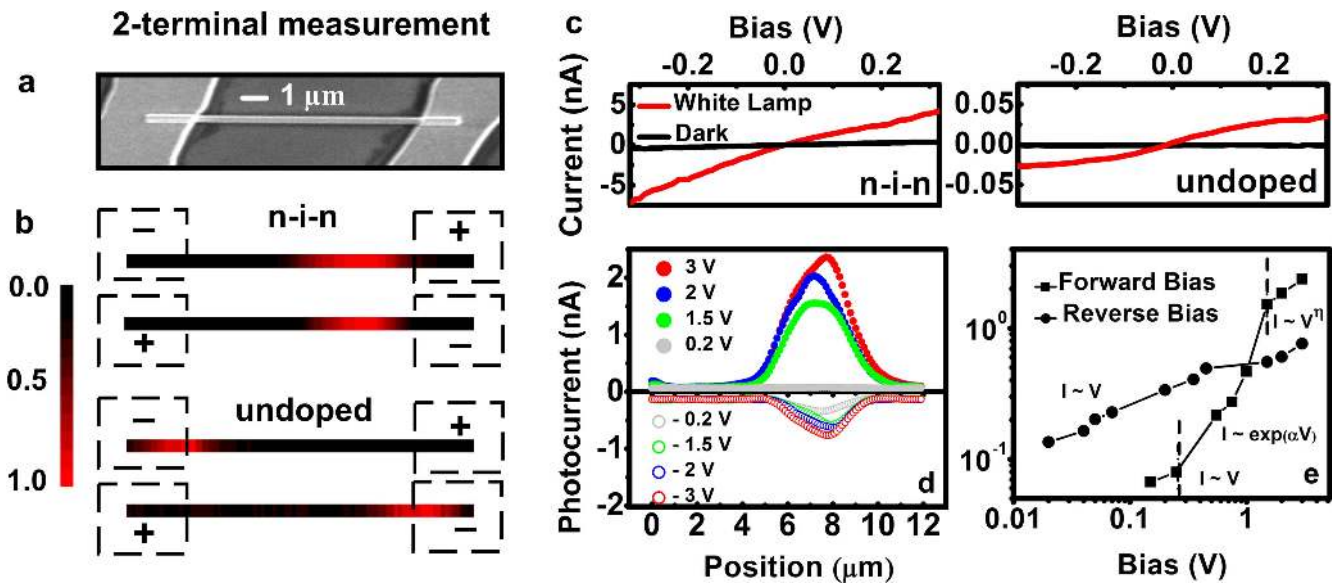 2-terminal measurement
a
1 μm
b
n-i-n
−
+
0.0
+
−
0.5
undoped
−
+
1.0
+
−
c
Bias (V)
Bias (V)
-0.2 0.0 0.2
-0.2 0.0 0.2
Current (nA)
5
0
-5
White Lamp
Dark
n-i-n
0.05
0.00
-0.05
undoped
Photocurrent (nA)
2
1
0
-1
-2
3 V
2 V
1.5 V
0.2 V
- 0.2 V
- 1.5 V
- 2 V
- 3 V
d
0 2 4 6 8 10 12
Position (μm)
Forward Bias
Reverse Bias
10⁰
10⁻¹
I ~ V^η
I ~ V
I ~ exp(αV)
I ~ V
e
0.01 0.1 1
Bias (V)